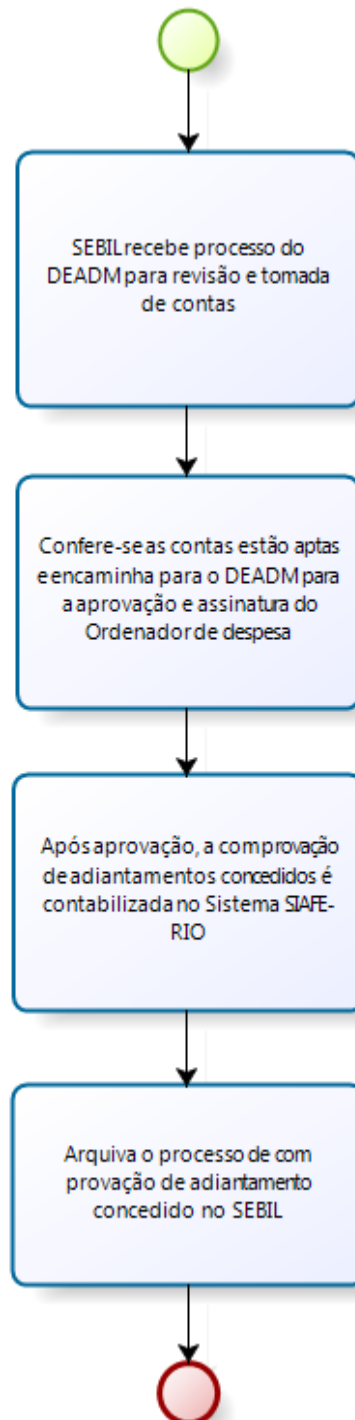 SEBIL recebe processo do
DEADM para revisão e tomada
de contas
Confere-se as contas estão aptas
e encaminha para o DEADM para
a aprovação e assinatura do
Ordenador de despesa
Após aprovação, a comprovação
de adiantamentos concedidos é
contabilizada no Sistema SIAFE-
RIO
Arquiva o processo de com
provação de adiantamento
concedido no SEBIL